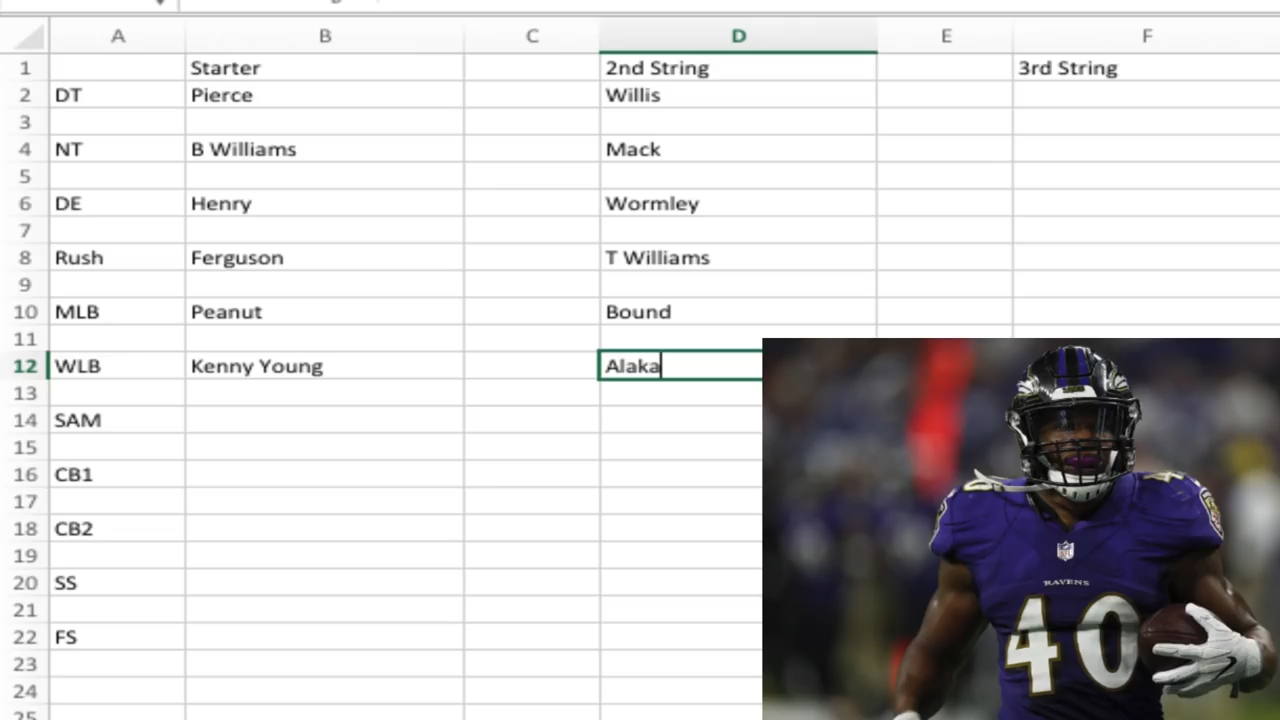 A B C D E F
1 Starter 2nd String 3rd String
2 DT Pierce Willis
3
4 NT B Williams Mack
5
6 DE Henry Wormley
7
8 Rush Ferguson T Williams
9
10 MLB Peanut Bound
11
12 WLB Kenny Young Alaka
13
14 SAM
15
16 CB1
17
18 CB2
19
20 SS
21
22 FS
23
24
25
NFL
RAVENS
40